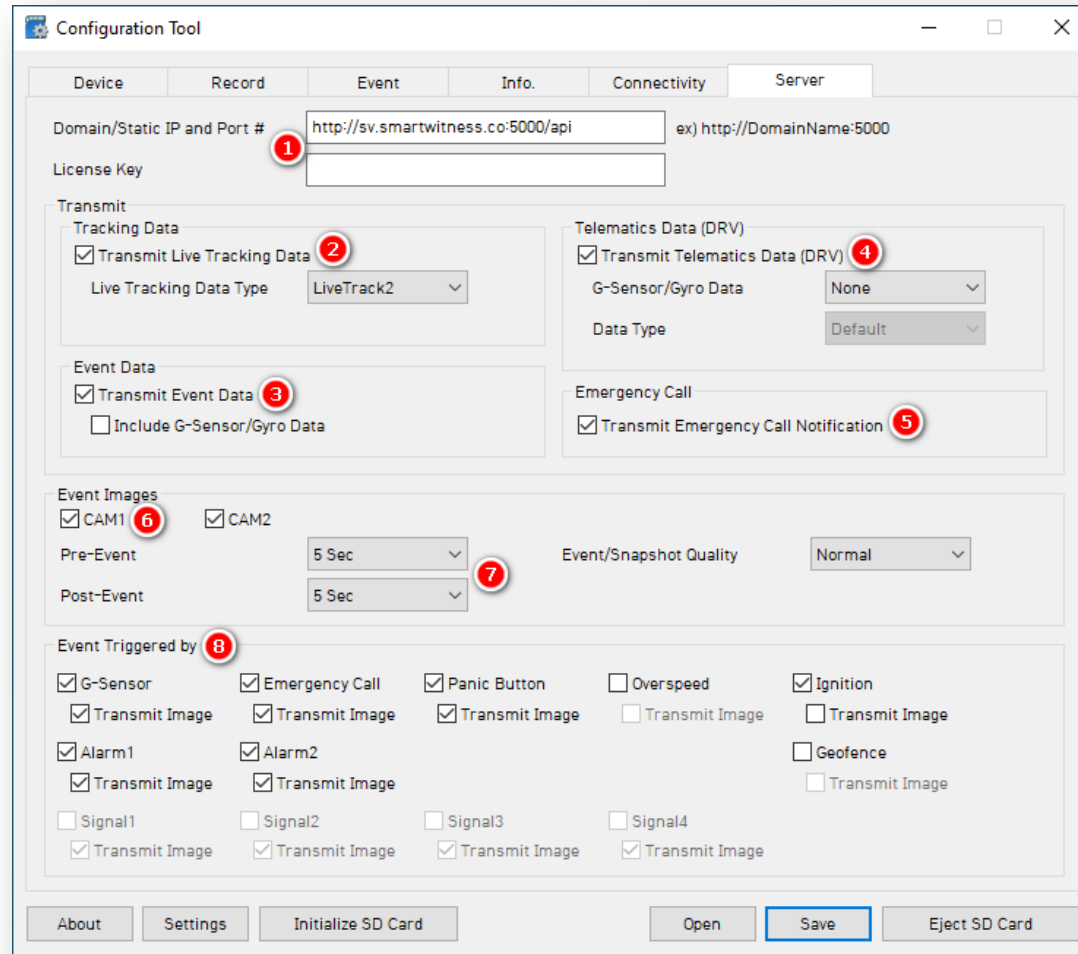 Configuration Tool
Device Record Event Info. Connectivity Server
Domain/Static IP and Port # http://sv.smartwitness.co:5000/api ex) http://DomainName:5000
1
License Key
Transmit
Tracking Data
Transmit Live Tracking Data 2
Live Tracking Data Type LiveTrack2
Telematics Data (DRV)
Transmit Telematics Data (DRV) 4
G-Sensor/Gyro Data None
Data Type Default
Event Data
Transmit Event Data 3
Include G-Sensor/Gyro Data
Emergency Call
Transmit Emergency Call Notification 5
Event Images
CAM1 6 CAM2
Pre-Event 5 Sec Event/Snapshot Quality Normal
7
Post-Event 5 Sec
Event Triggered by 8
G-Sensor Emergency Call Panic Button Overspeed Ignition
Transmit Image Transmit Image Transmit Image Transmit Image Transmit Image
Alarm1 Alarm2 Geofence
Transmit Image Transmit Image Transmit Image
Signal1 Signal2 Signal3 Signal4
Transmit Image Transmit Image Transmit Image Transmit Image
About Settings Initialize SD Card Open Save Eject SD Card